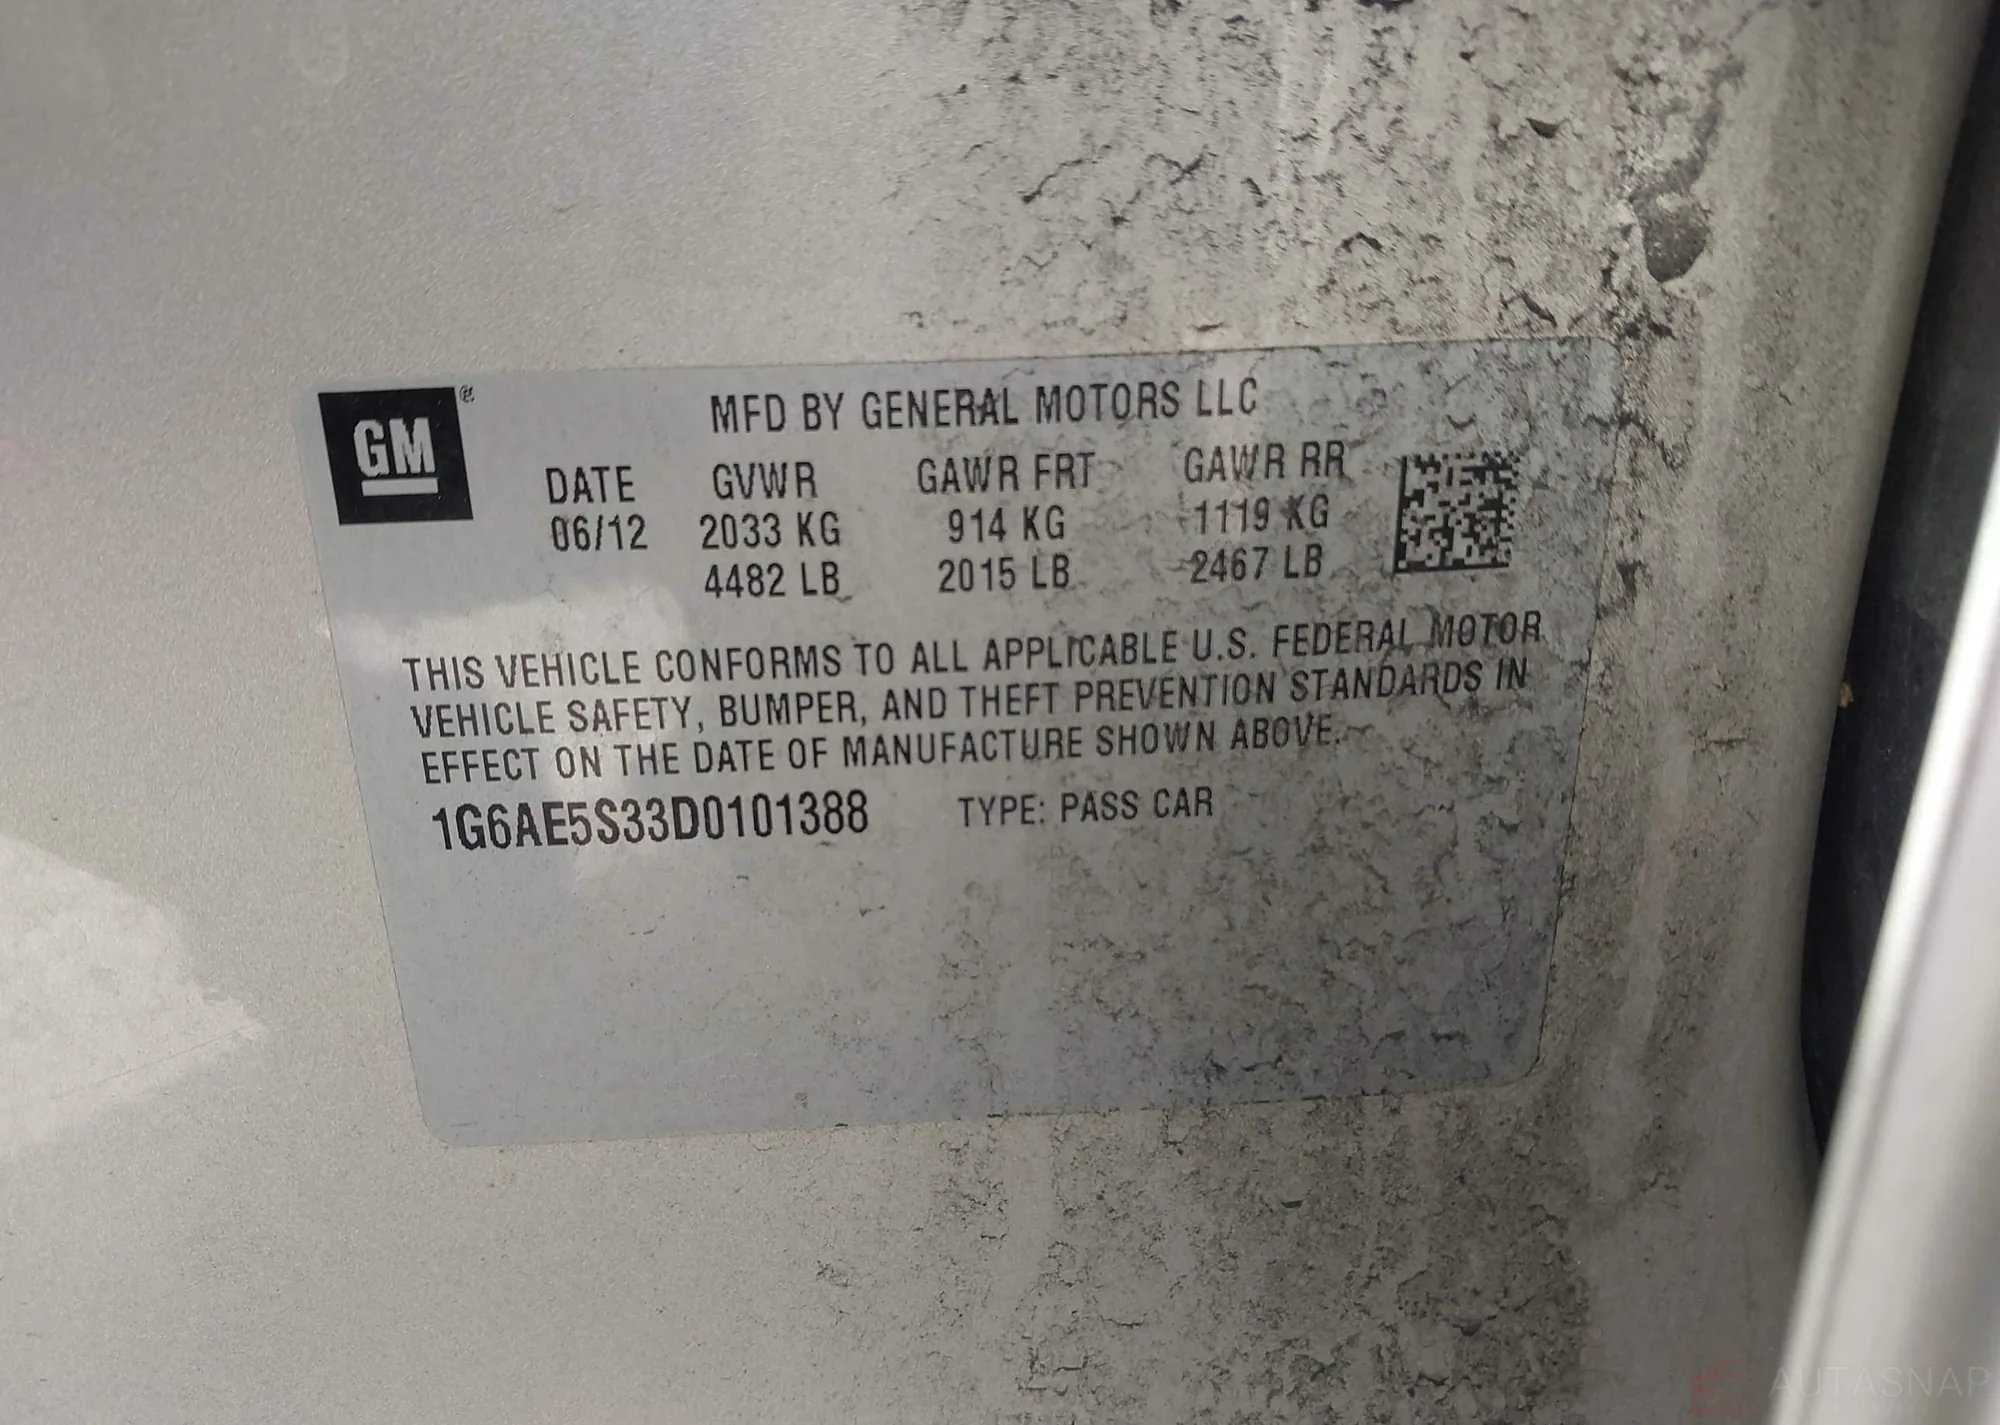 GM®
MFD BY GENERAL MOTORS LLC
DATE GVWR GAWR FRT GAWR RR
06/12 2033 KG 914 KG 1119 KG
4482 LB 2015 LB 2467 LB
THIS VEHICLE CONFORMS TO ALL APPLICABLE U.S. FEDERAL MOTOR
VEHICLE SAFETY, BUMPER, AND THEFT PREVENTION STANDARDS IN
EFFECT ON THE DATE OF MANUFACTURE SHOWN ABOVE.
1G6AE5S33D0101388 TYPE: PASS CAR
AUTASNAP